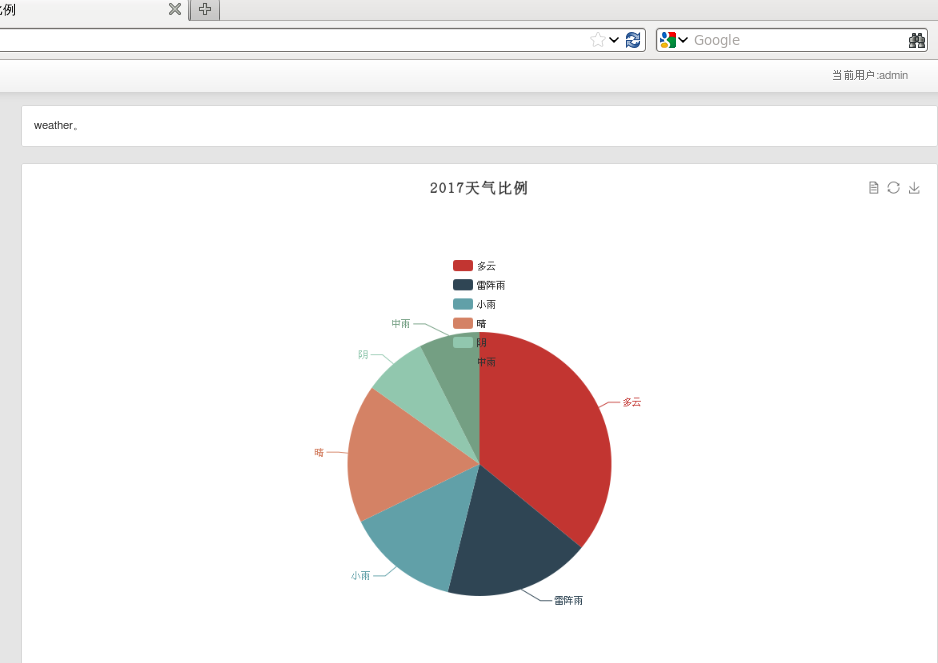 比例
Google
当前用户:admin
weather。
2017天气比例
多云
雷阵雨
小雨
晴
阴
中雨
中雨
阴
多云
晴
小雨
雷阵雨